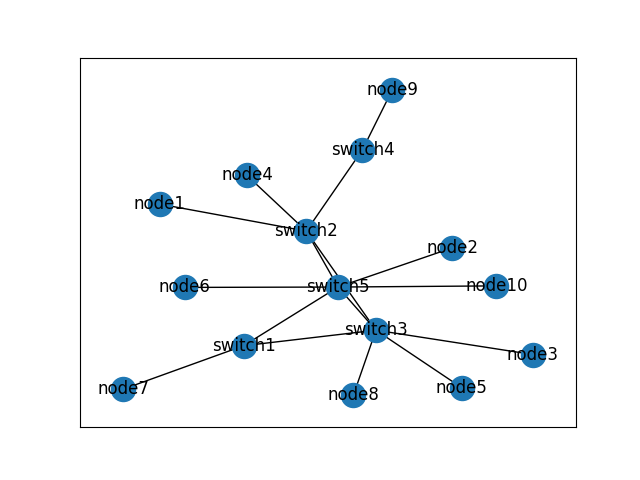 node9
switch4
node4
node1
switch2
node2
node6
switch5
node10
switch3
switch1
node3
node7
node8
node5